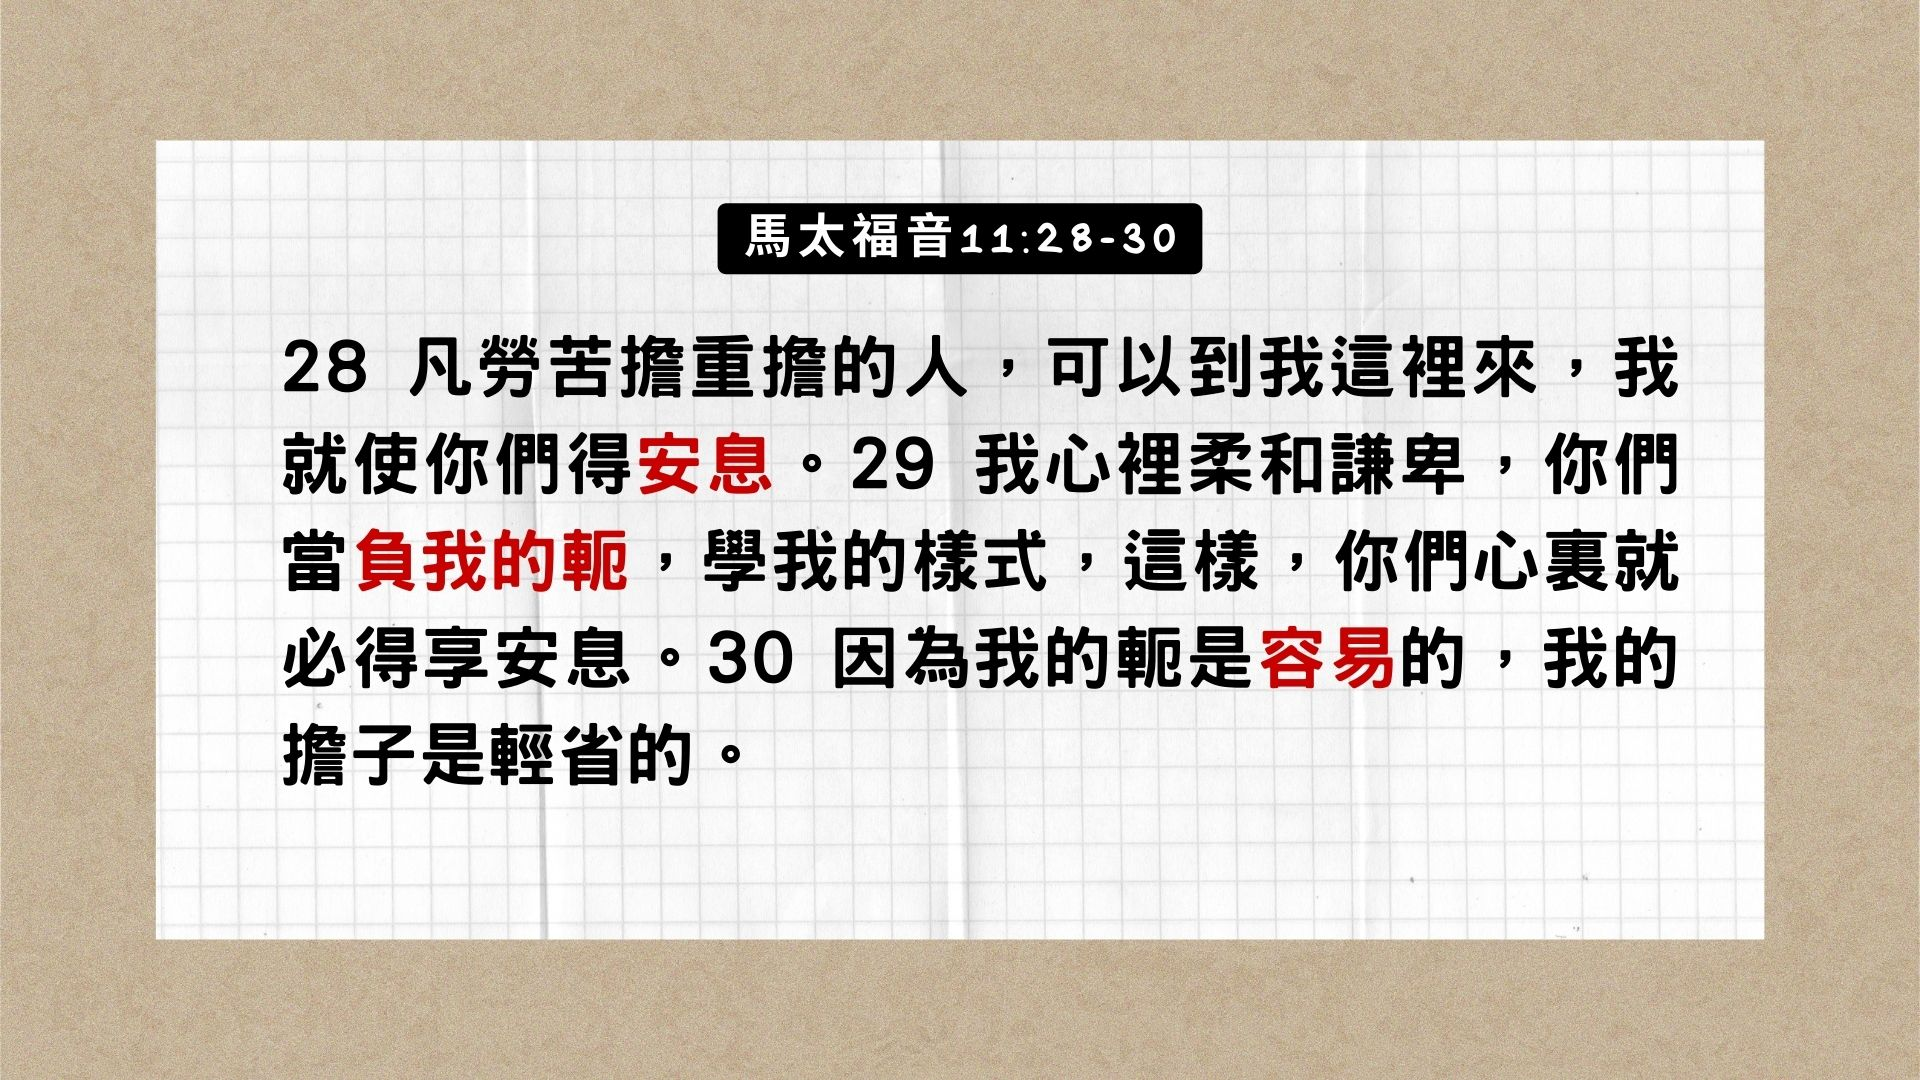 馬太福音11:28-30
28 凡勞苦擔重擔的人，可以到我這裡來，我
就使你們得安息。29 我心裡柔和謙卑，你們
當負我的軛，學我的樣式，這樣，你們心裏就
必得享安息。30 因為我的軛是容易的，我的
擔子是輕省的。